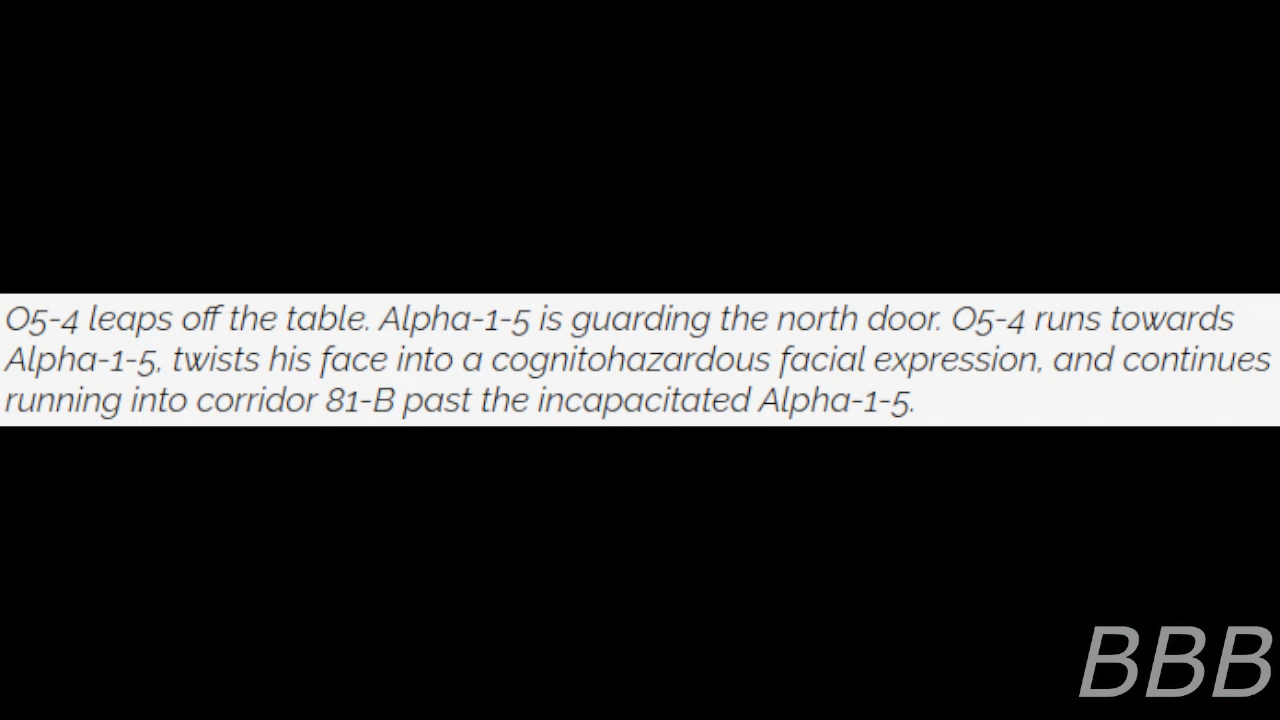 O5-4 leaps off the table. Alpha-1-5 is guarding the north door. O5-4 runs towards
Alpha-1-5, twists his face into a cognitohazardous facial expression, and continues
running into corridor 81-B past the incapacitated Alpha-1-5.
BBB